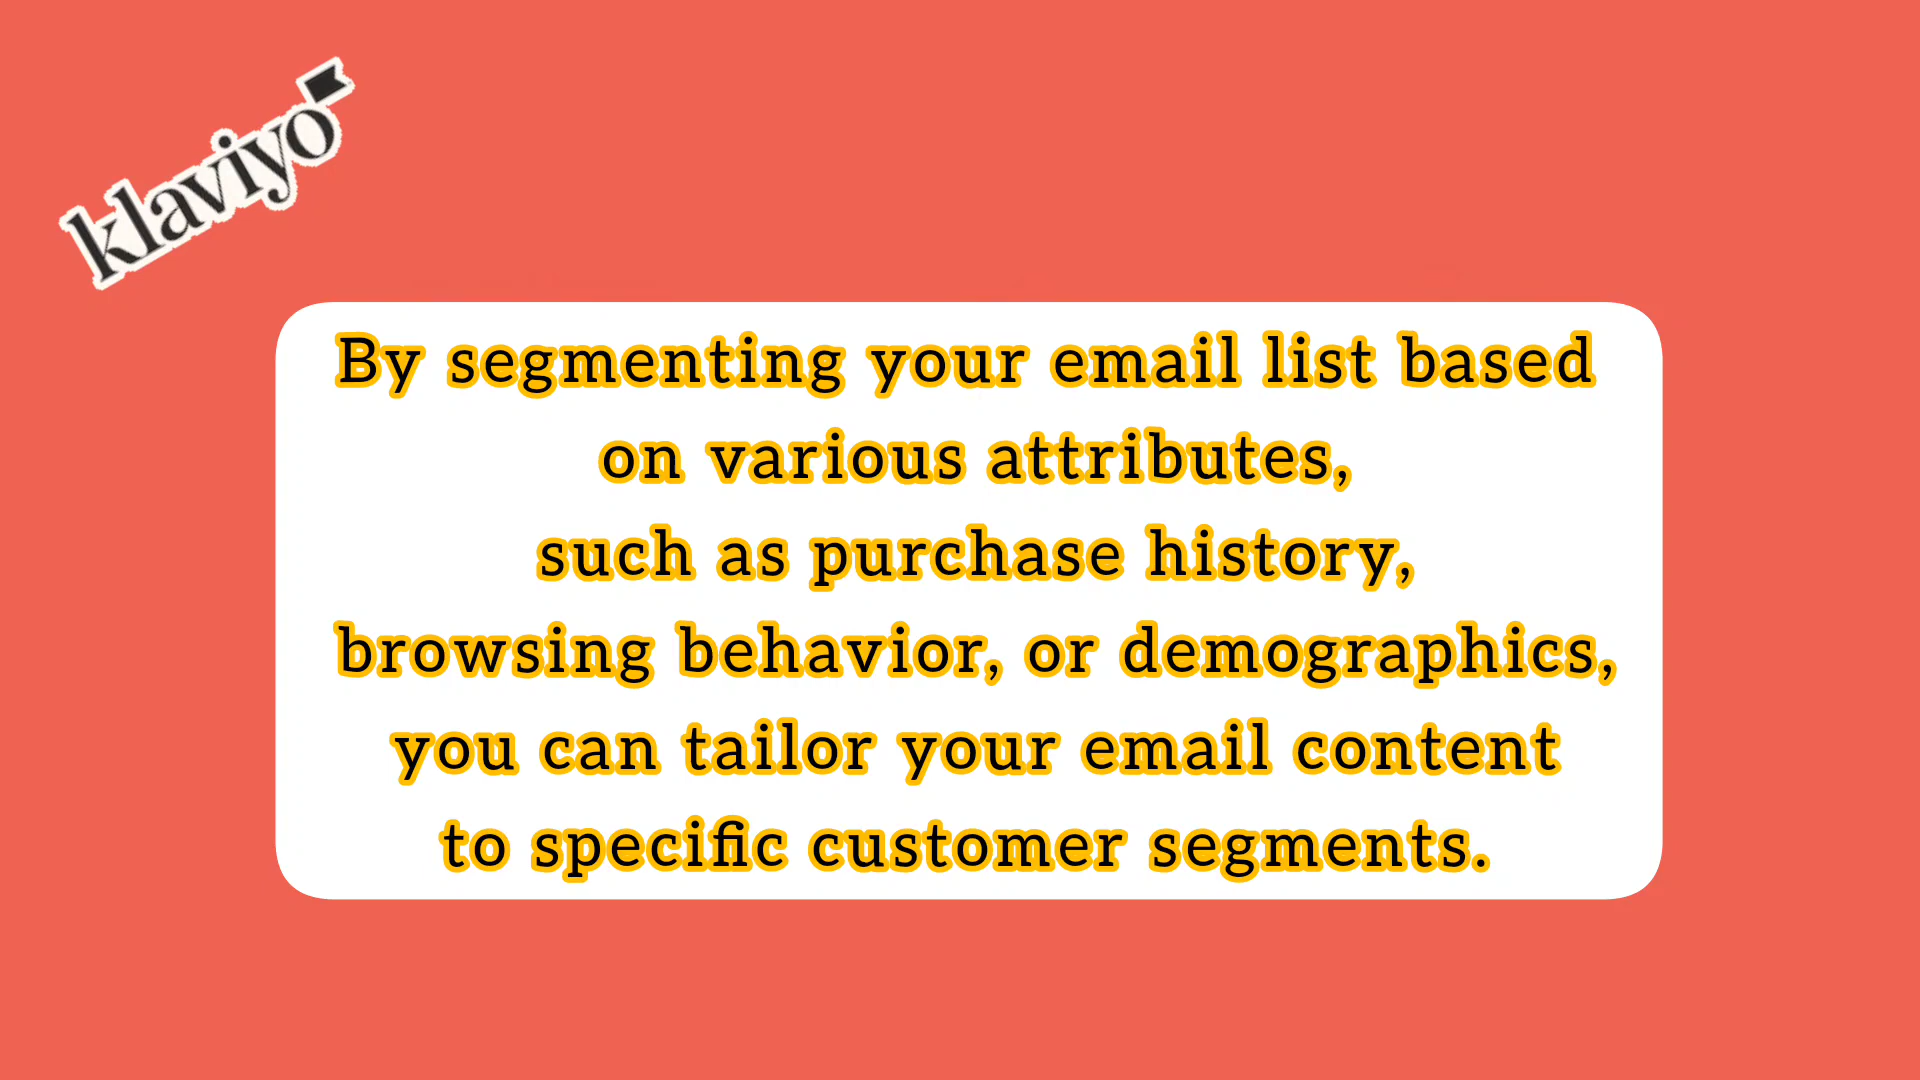 klaviyo
By segmenting your email list based
on various attributes,
such as purchase history,
browsing behavior, or demographics,
you can tailor your email content
to specific customer segments.